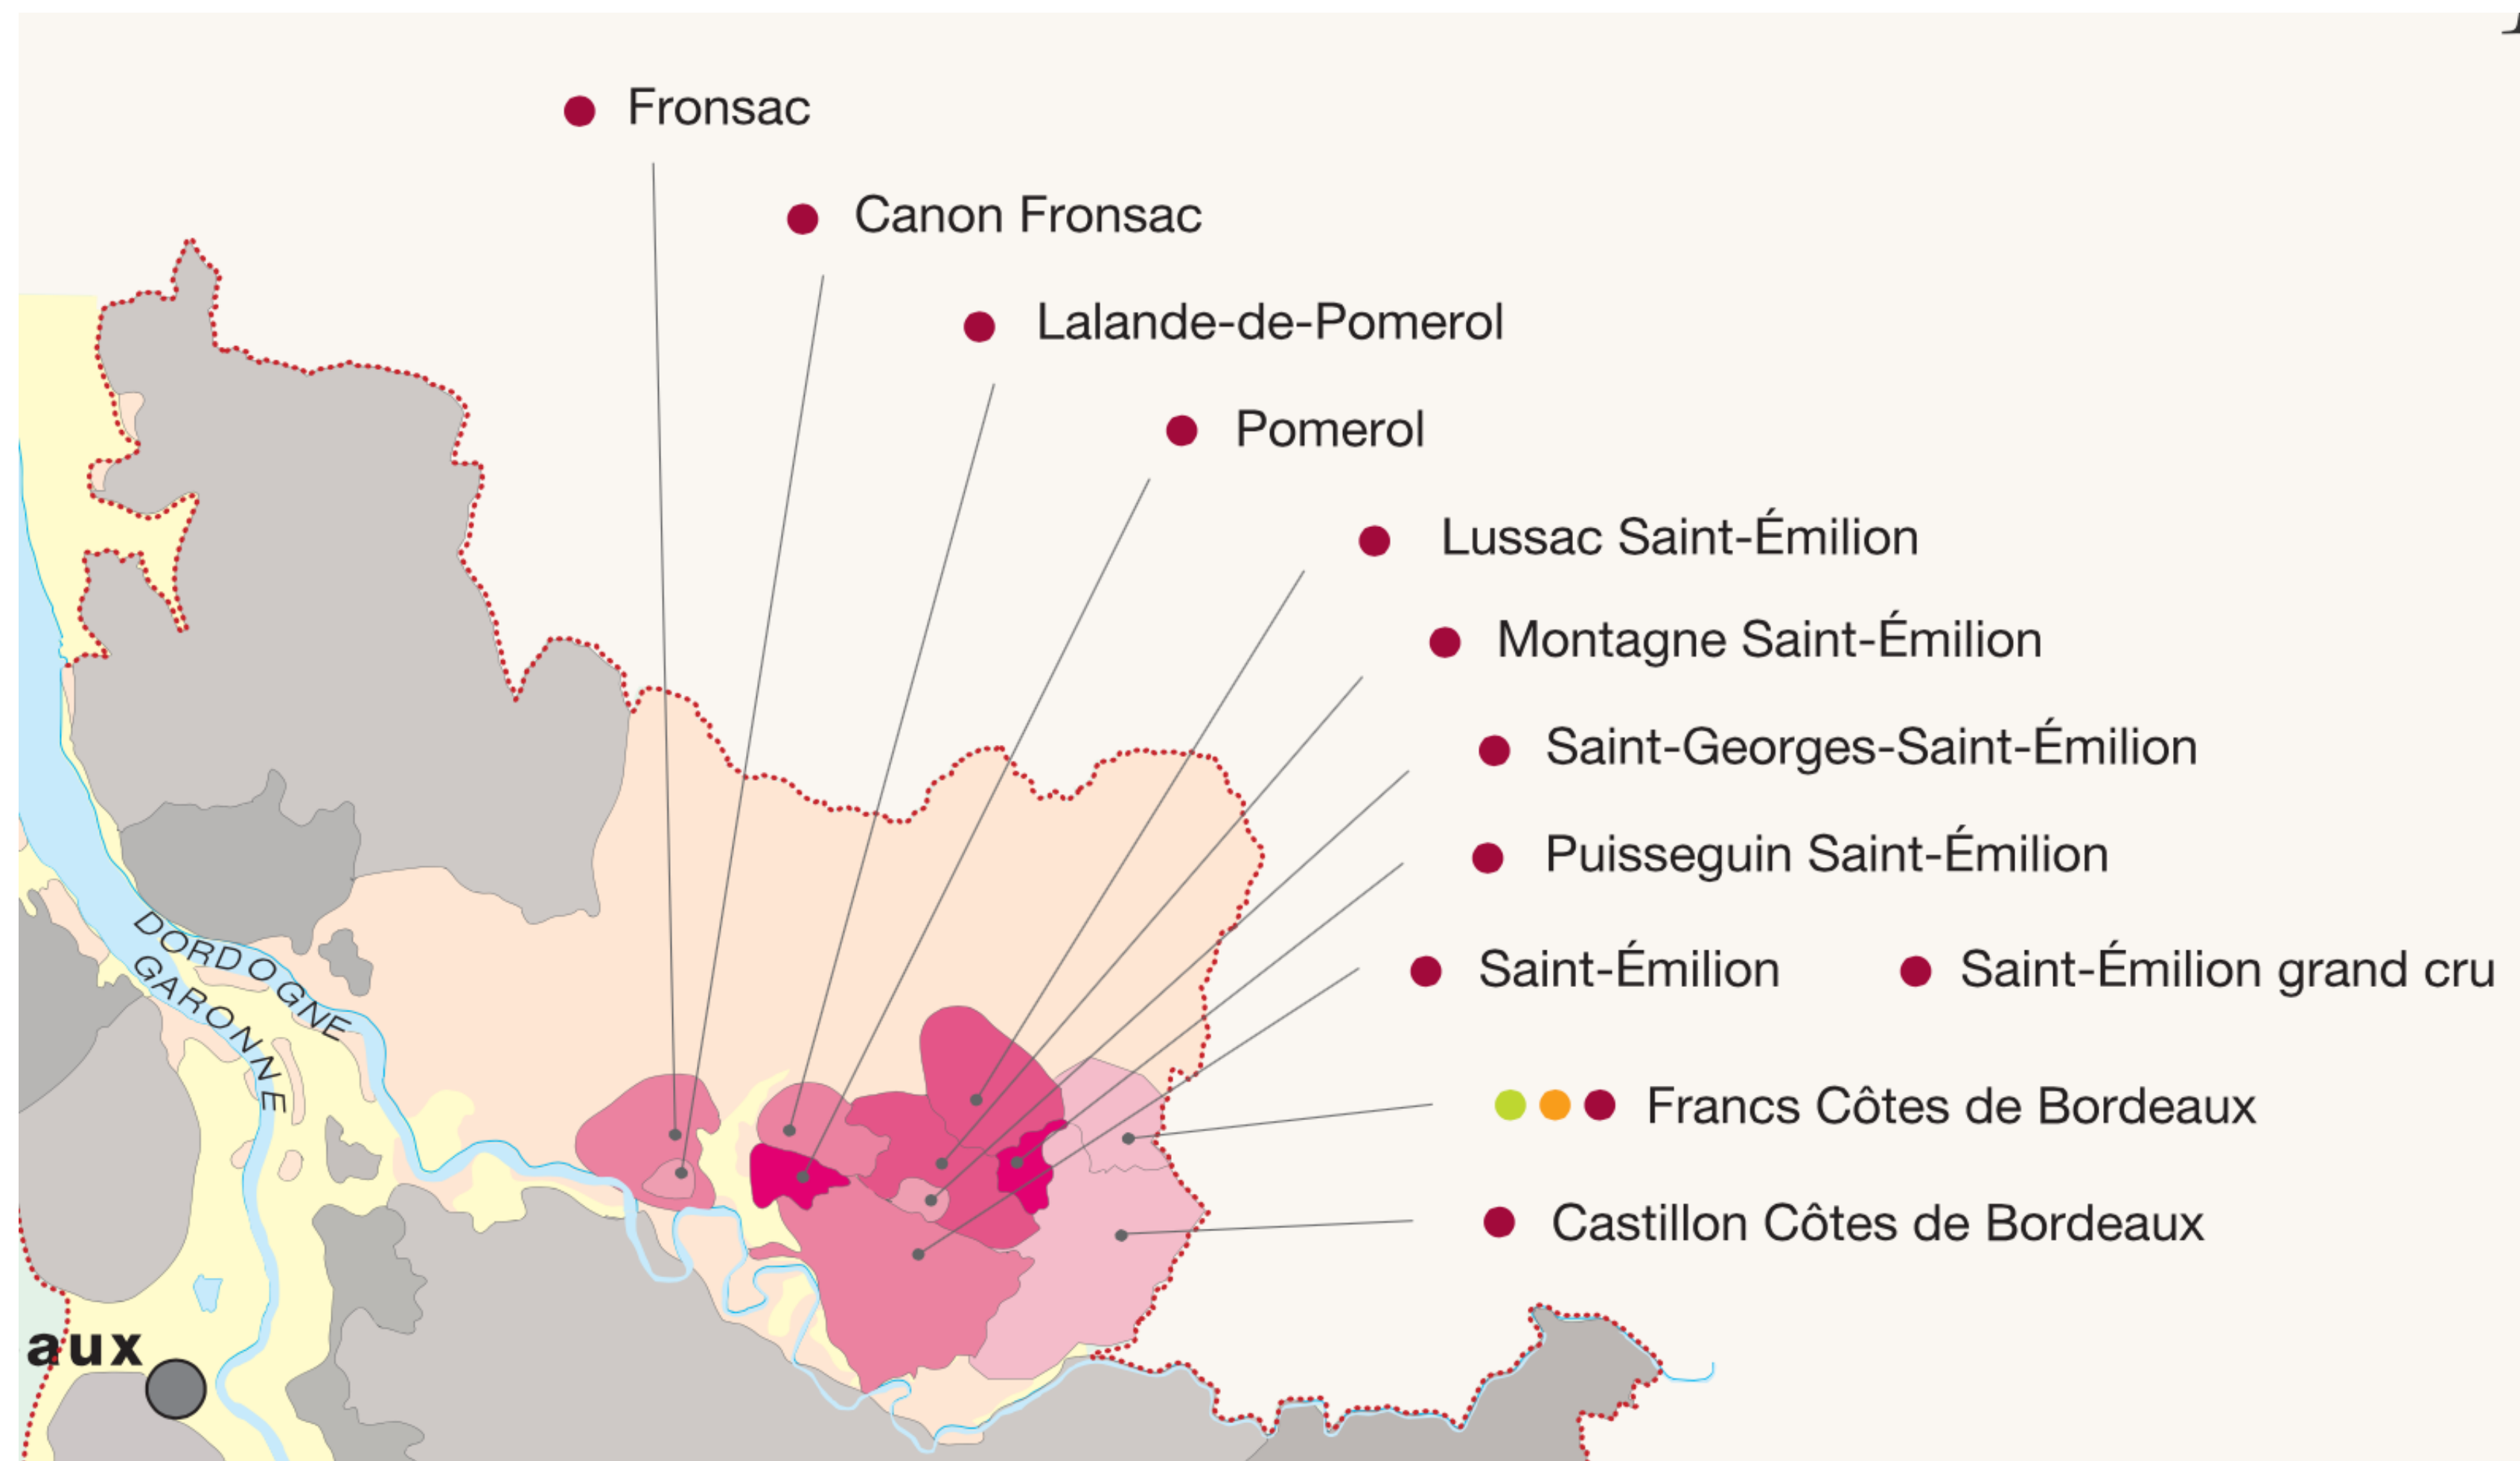 Fronsac
Canon Fronsac
Lalande-de-Pomerol
Pomerol
Lussac Saint-Émilion
Montagne Saint-Émilion
Saint-Georges-Saint-Émilion
Puisseguin Saint-Émilion
Saint-Émilion Saint-Émilion grand cru
Francs Côtes de Bordeaux
Castillon Côtes de Bordeaux
DORDOGNE
GARONNE
aux